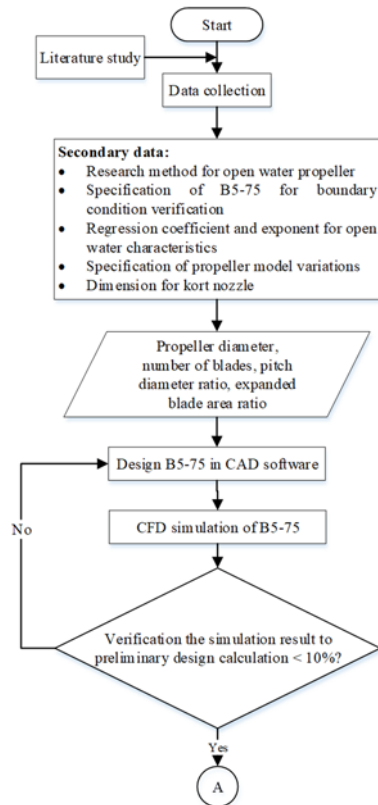 Start
Literature study
Data collection
Secondary data:
• Research method for open water propeller
• Specification of B5-75 for boundary
condition verification
• Regression coefficient and exponent for open
water characteristics
• Specification of propeller model variations
• Dimension for kort nozzle
Propeller diameter,
number of blades, pitch
diameter ratio, expanded
blade area ratio
Design B5-75 in CAD software
No
CFD simulation of B5-75
Verification the simulation result to
preliminary design calculation < 10%?
Yes
A